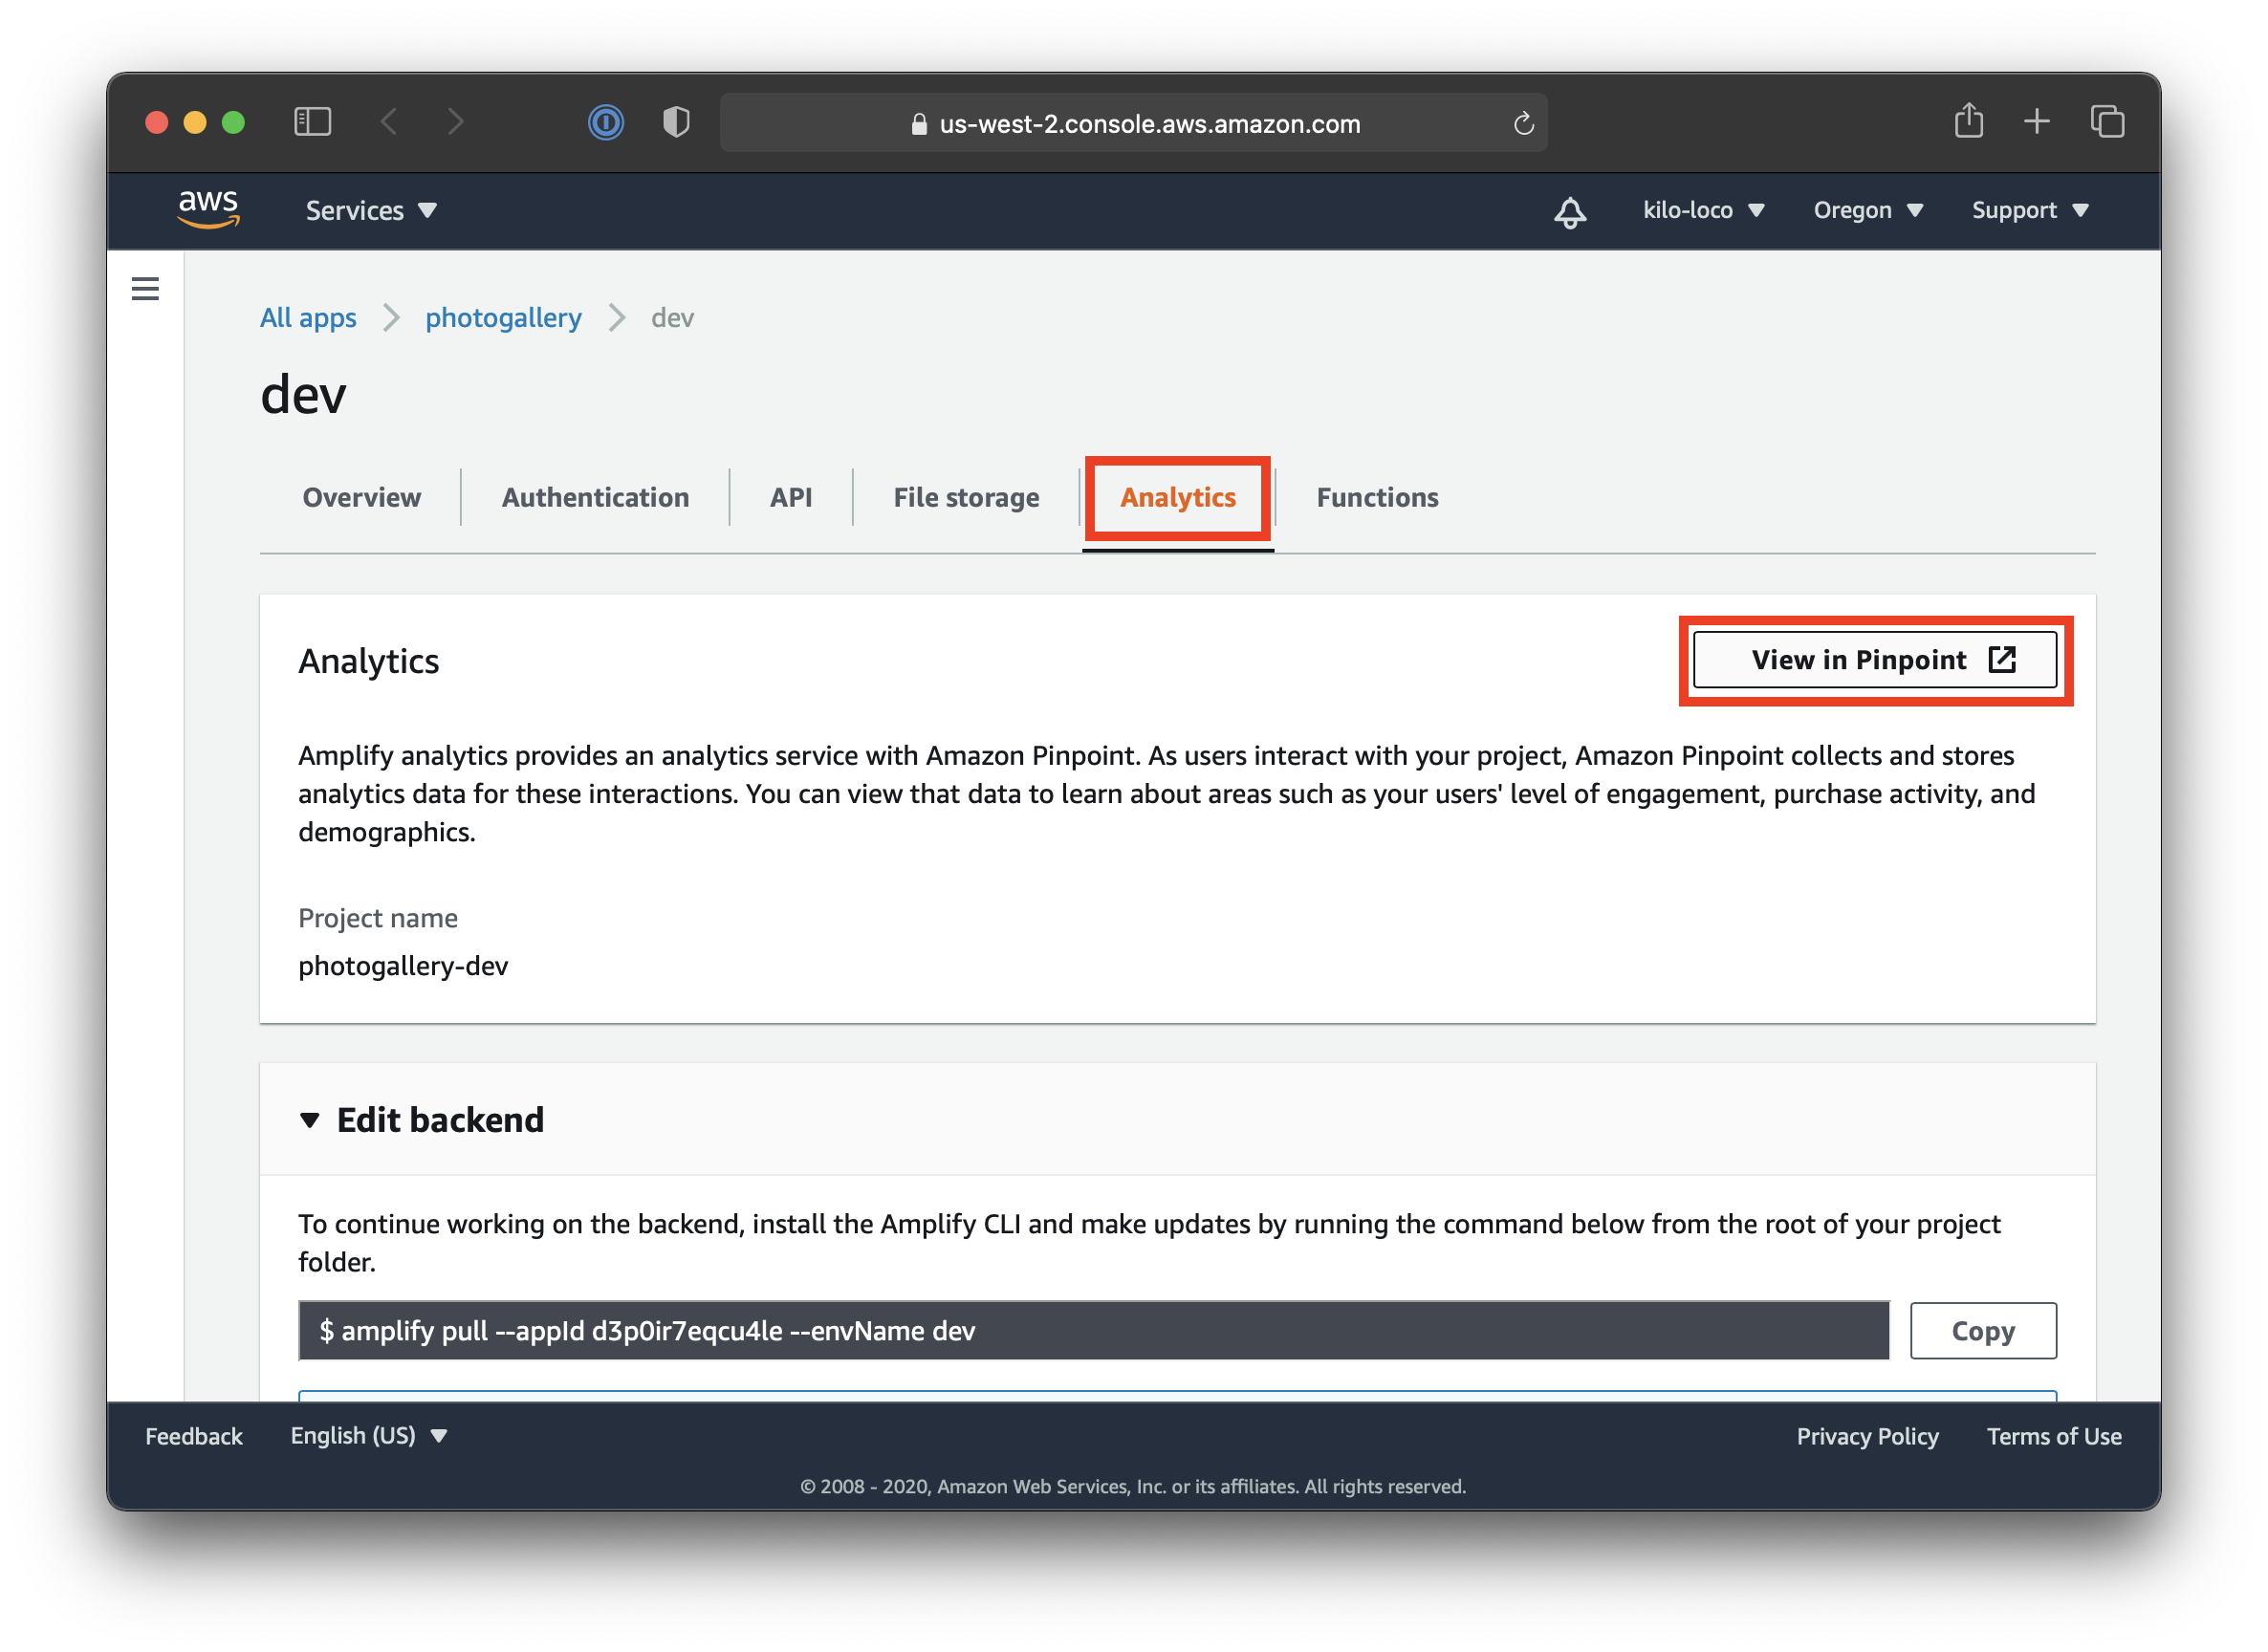 us-west-2.console.aws.amazon.com
aws
Services
kilo-loco
Oregon
Support
All apps
photogallery
dev
dev
Overview
Authentication
API
File storage
Analytics
Functions
Analytics
View in Pinpoint
Amplify analytics provides an analytics service with Amazon Pinpoint. As users interact with your project, Amazon Pinpoint collects and stores
analytics data for these interactions. You can view that data to learn about areas such as your users' level of engagement, purchase activity, and
demographics.
Project name
photogallery-dev
Edit backend
To continue working on the backend, install the Amplify CLI and make updates by running the command below from the root of your project
folder.
$ amplify pull --appId d3p0ir7eqcu4le --envName dev
Copy
Feedback
English (US)
Privacy Policy
Terms of Use
© 2008 - 2020, Amazon Web Services, Inc. or its affiliates. All rights reserved.